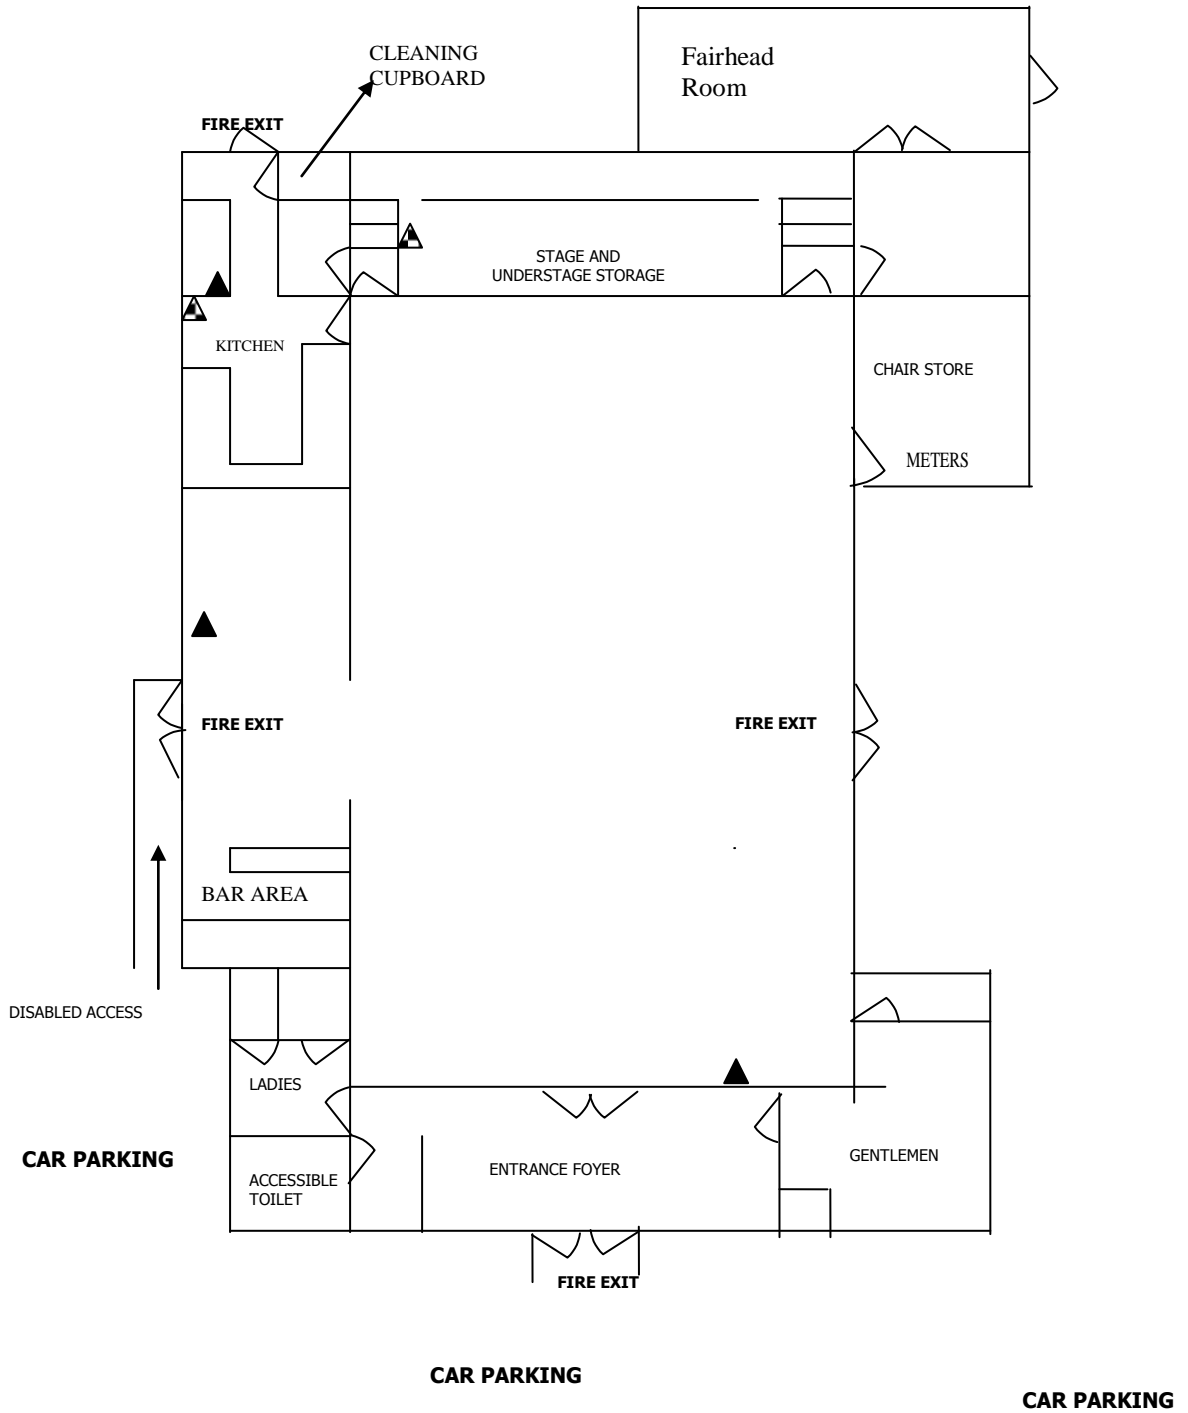 CLEANING
CUPBOARD
Fairhead
Room
FIRE EXIT
STAGE AND
UNDERSTAGE STORAGE
KITCHEN
CHAIR STORE
METERS
FIRE EXIT
FIRE EXIT
BAR AREA
DISABLED ACCESS
LADIES
CAR PARKING
ACCESSIBLE
TOILET
ENTRANCE FOYER
GENTLEMEN
FIRE EXIT
CAR PARKING
CAR PARKING